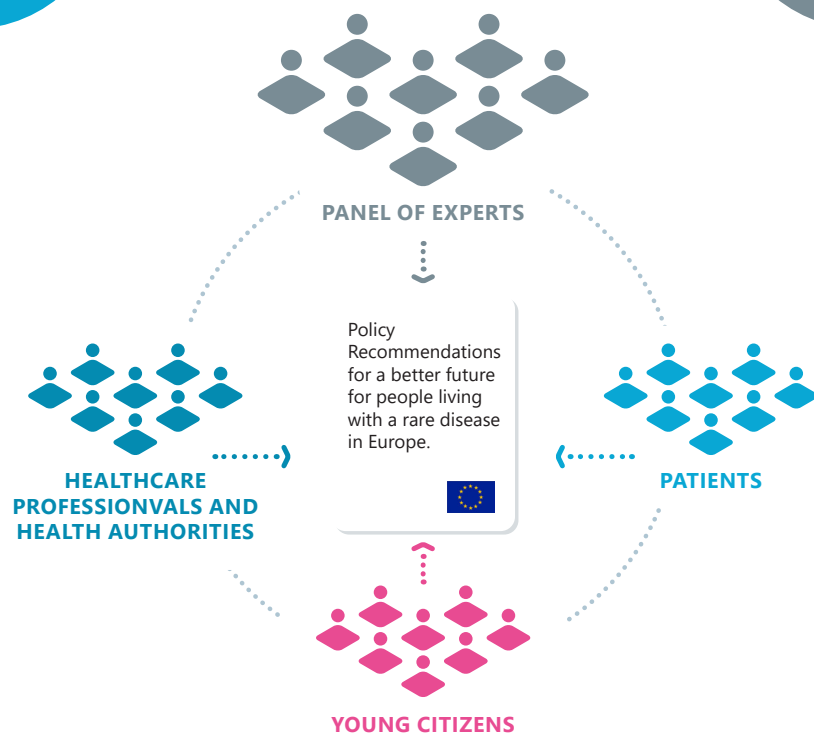 PANEL OF EXPERTS
Policy
Recommendations
for a better future
for people living
with a rare disease
in Europe.
HEALTHCARE
PROFESSIONVALS AND
HEALTH AUTHORITIES
PATIENTS
YOUNG CITIZENS